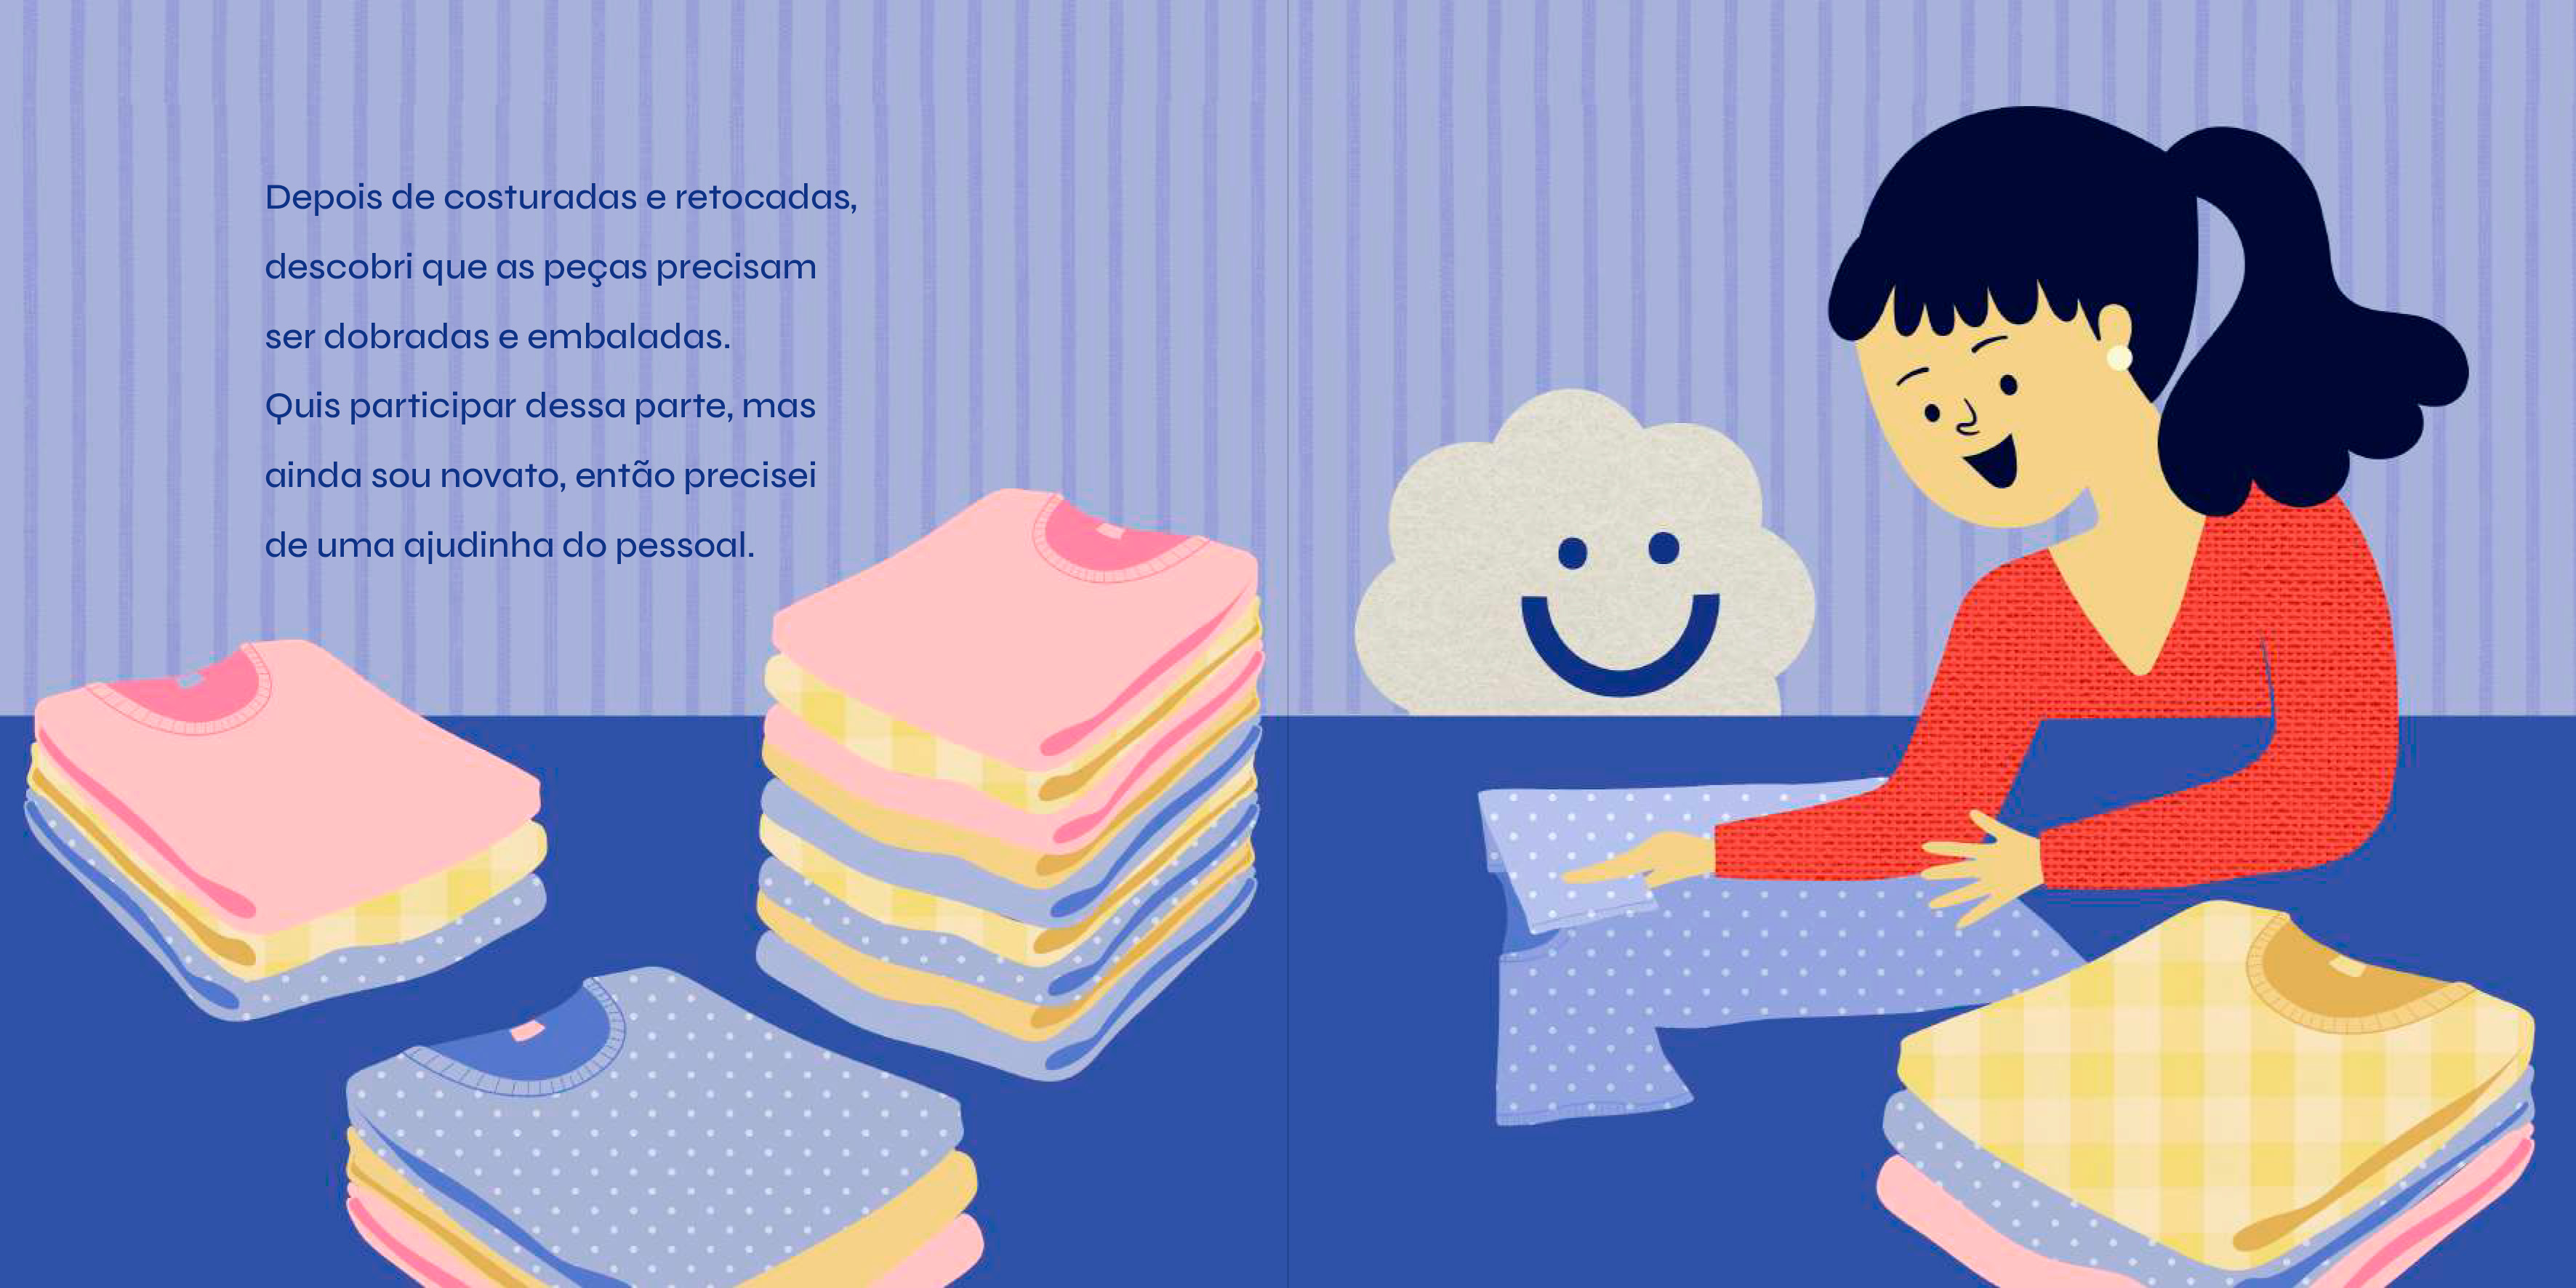 Depois de costuradas e retocadas,
descobri que as peças precisam
ser dobradas e embaladas.
Quis participar dessa parte, mas
ainda sou novato, então precisei
de uma ajudinha do pessoal.